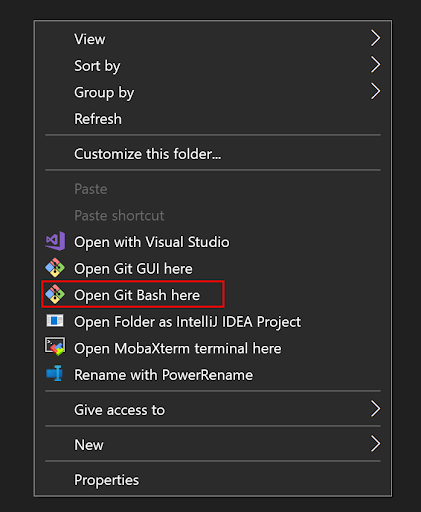 View
Sort by
Group by
Refresh
Customize this folder...
Paste
Paste shortcut
Open with Visual Studio
Open Git GUI here
Open Git Bash here
Open Folder as IntelliJ IDEA Project
Open MobaXterm terminal here
Rename with PowerRename
Give access to
New
Properties